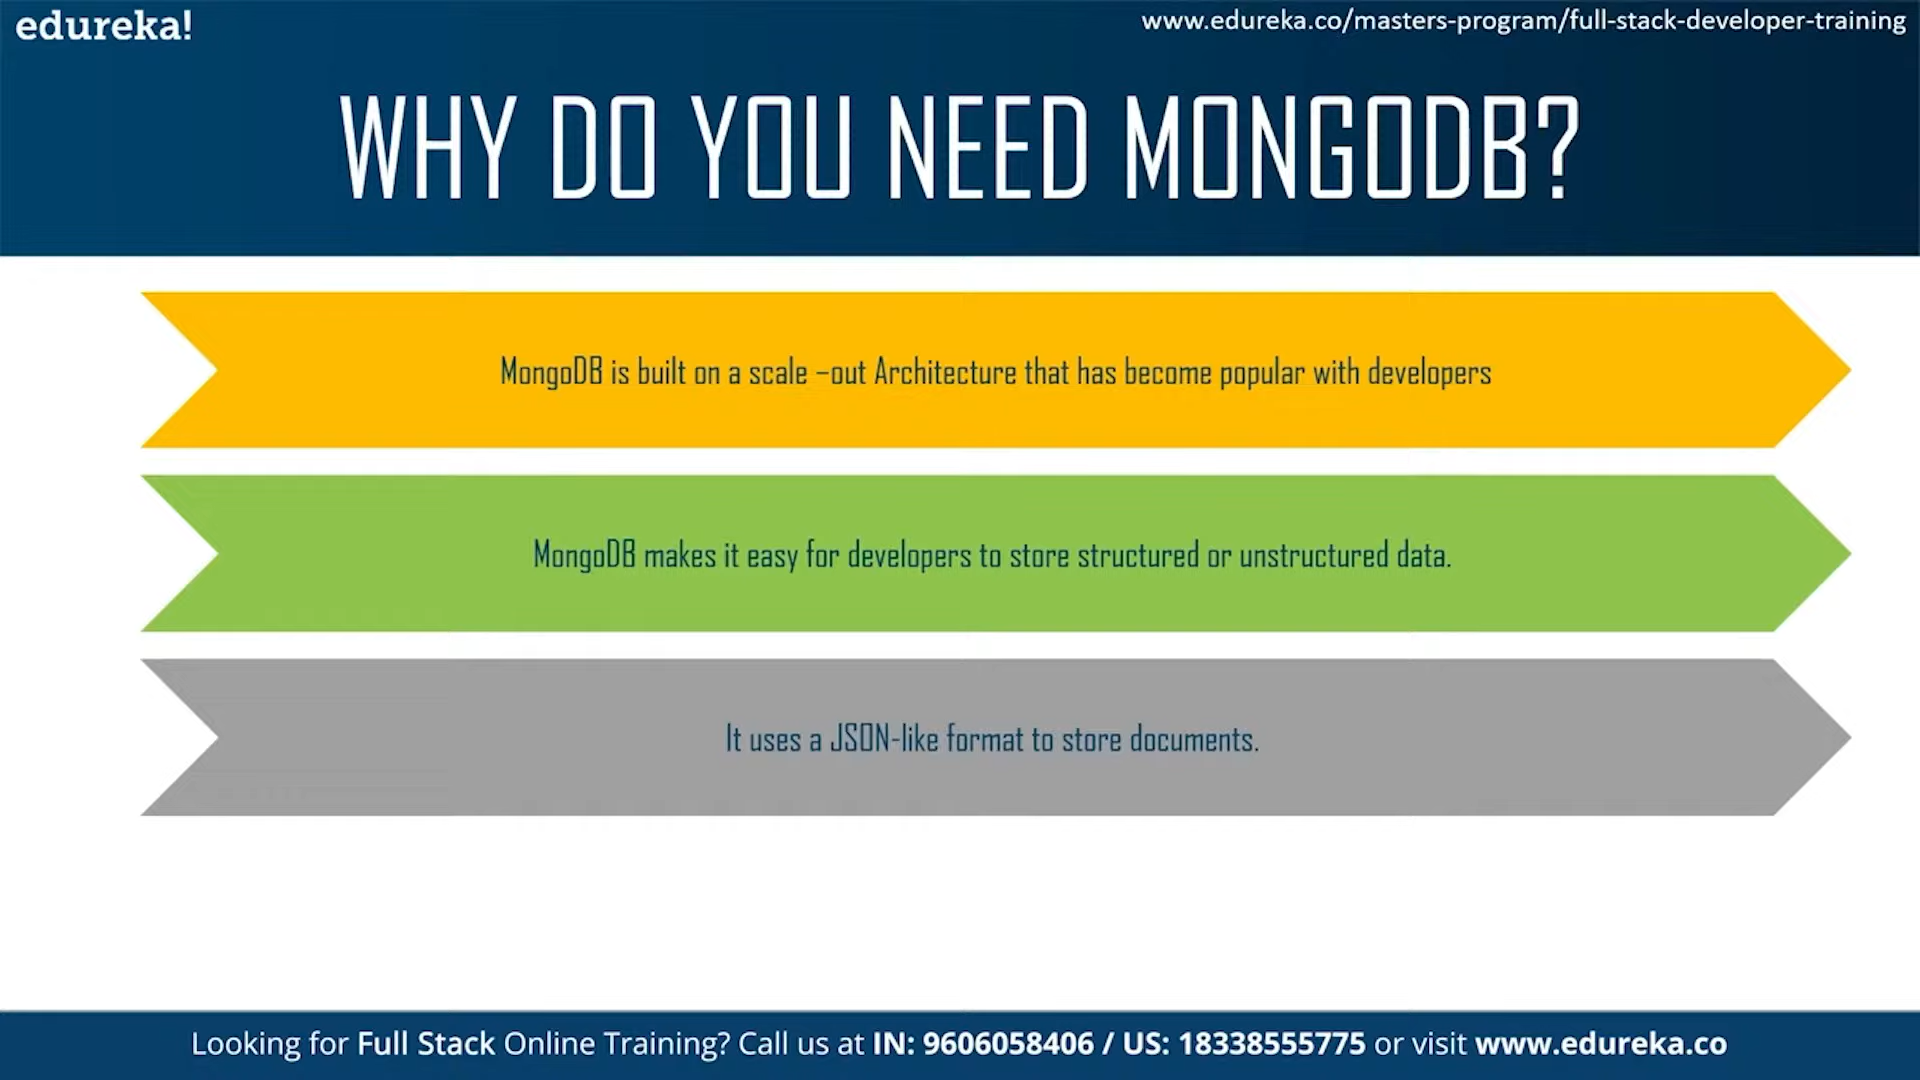 edureka!
www.edureka.co/masters-program/full-stack-developer-training
WHY DO YOU NEED MONGODB?
MongoDB is built on a scale –out Architecture that has become popular with developers
MongoDB makes it easy for developers to store structured or unstructured data.
It uses a JSON-like format to store documents.
Looking for Full Stack Online Training? Call us at IN: 9606058406 / US: 18338555775 or visit www.edureka.co